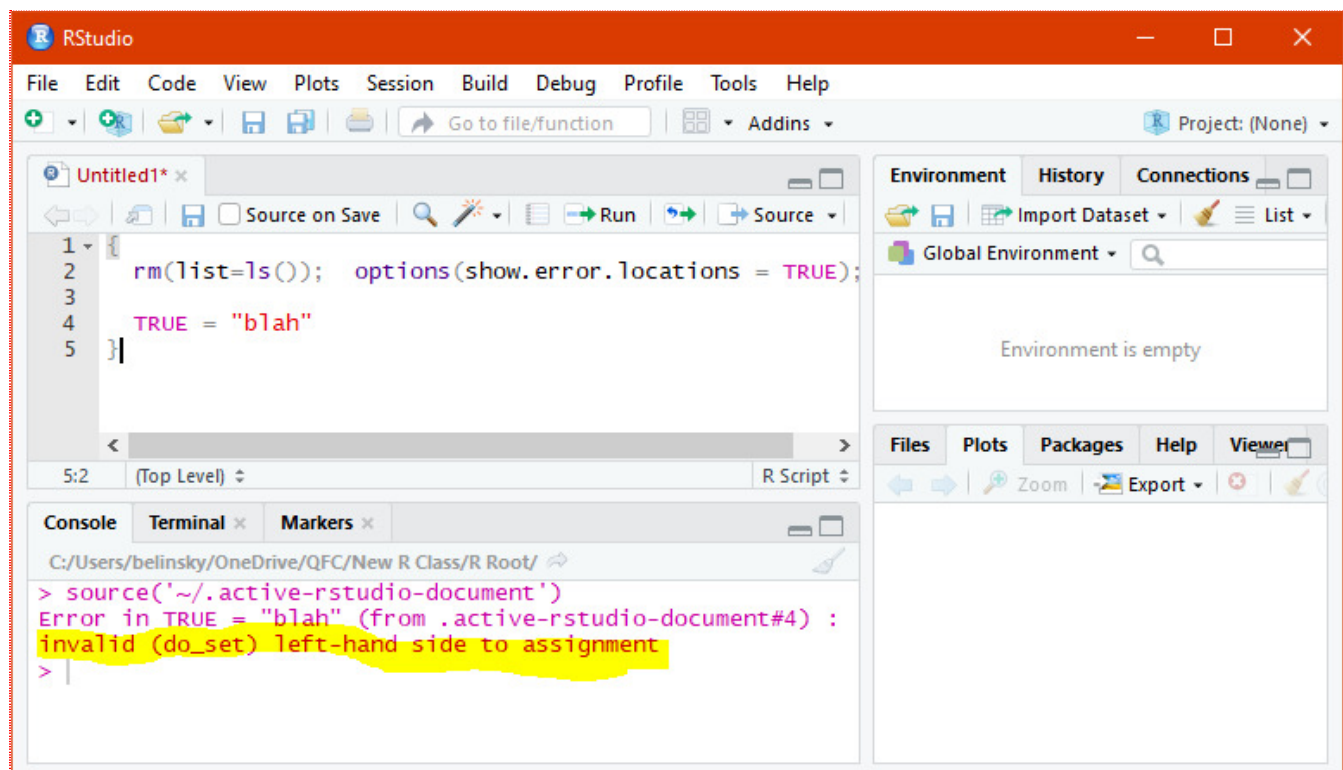 RStudio
File Edit Code View Plots Session Build Debug Profile Tools Help
Go to file/function Addins Project: (None)
Untitled1*
Source on Save Run Source
1 {
2 rm(list=ls()); options(show.error.locations = TRUE);
3
4 TRUE = "blah"
5 }
5:2 (Top Level) R Script
Console Terminal Markers
C:/Users/belinsky/OneDrive/QFC/New R Class/R Root/
> source('~/.active-rstudio-document')
Error in TRUE = "blah" (from .active-rstudio-document#4) :
invalid (do_set) left-hand side to assignment
>
Environment History Connections
Import Dataset List
Global Environment
Environment is empty
Files Plots Packages Help Viewer
Zoom Export